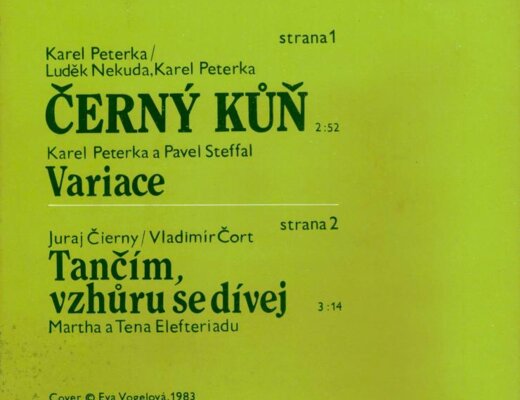 strana 1
Karel Peterka/
Luděk Nekuda, Karel Peterka
ČERNÝ KŮŇ 2:52
Karel Peterka a Pavel Steffal
Variace
strana 2
Juraj Čierny/Vladimír Čort
Tančím,
vzhůru se dívej 3:14
Martha a Tena Elefteriadu
Cover © Eva Vogelová, 1983